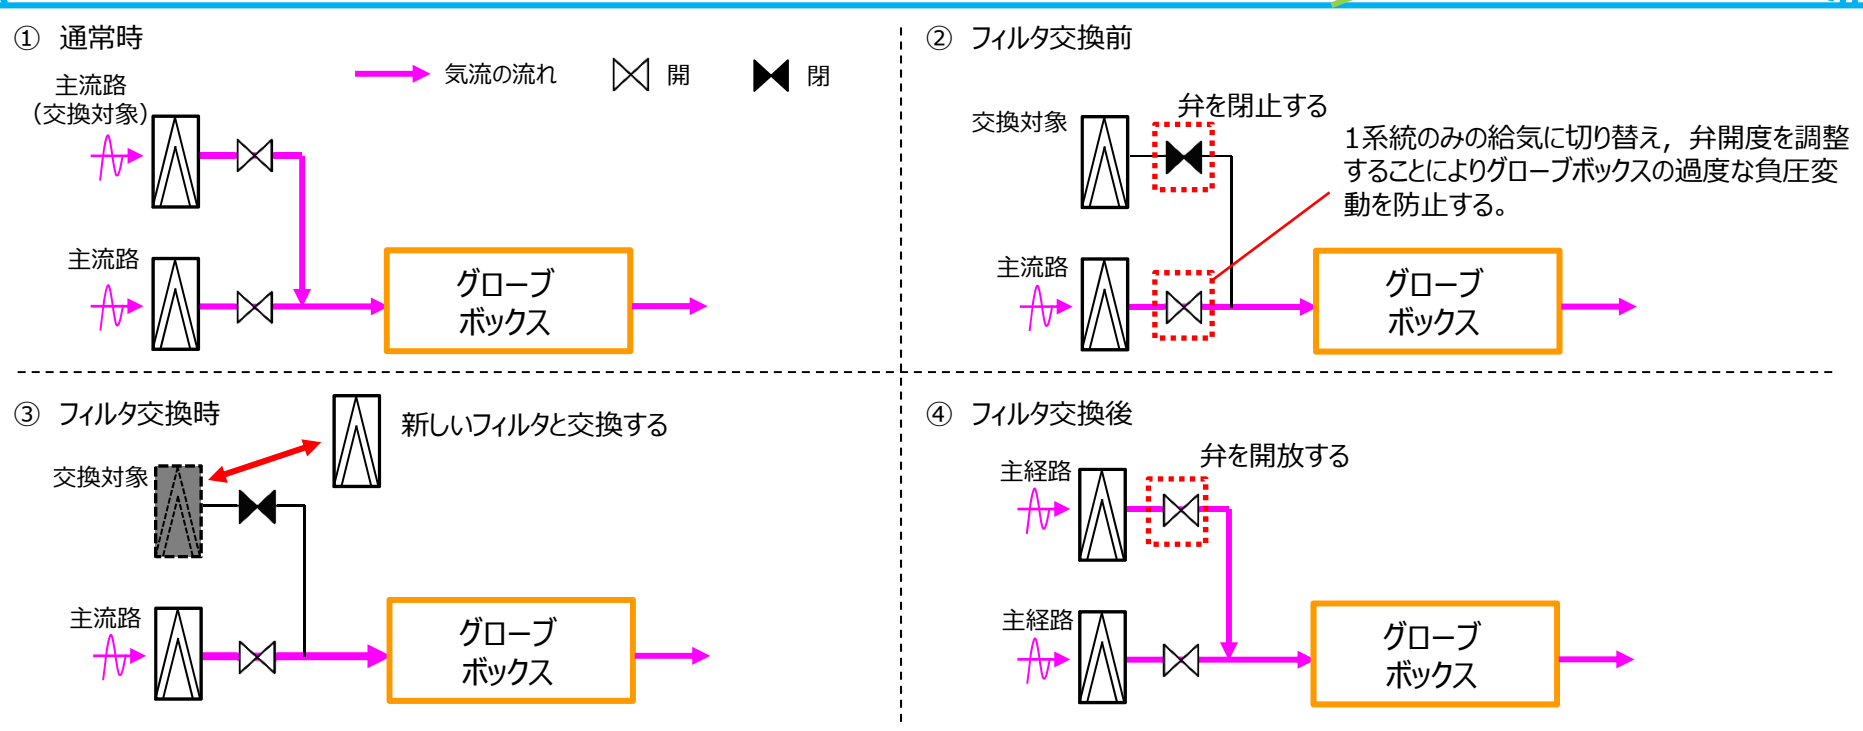 ① 通常時
気流の流れ
開
閉
主流路
（交換対象）
主流路
グローブ
ボックス
② フィルタ交換前
弁を閉止する
交換対象
1系統のみの給気に切り替え，弁開度を調整
することによりグローブボックスの過度な負圧変
動を防止する。
主流路
グローブ
ボックス
③ フィルタ交換時
新しいフィルタと交換する
交換対象
主流路
グローブ
ボックス
④ フィルタ交換後
弁を開放する
主経路
主経路
グローブ
ボックス